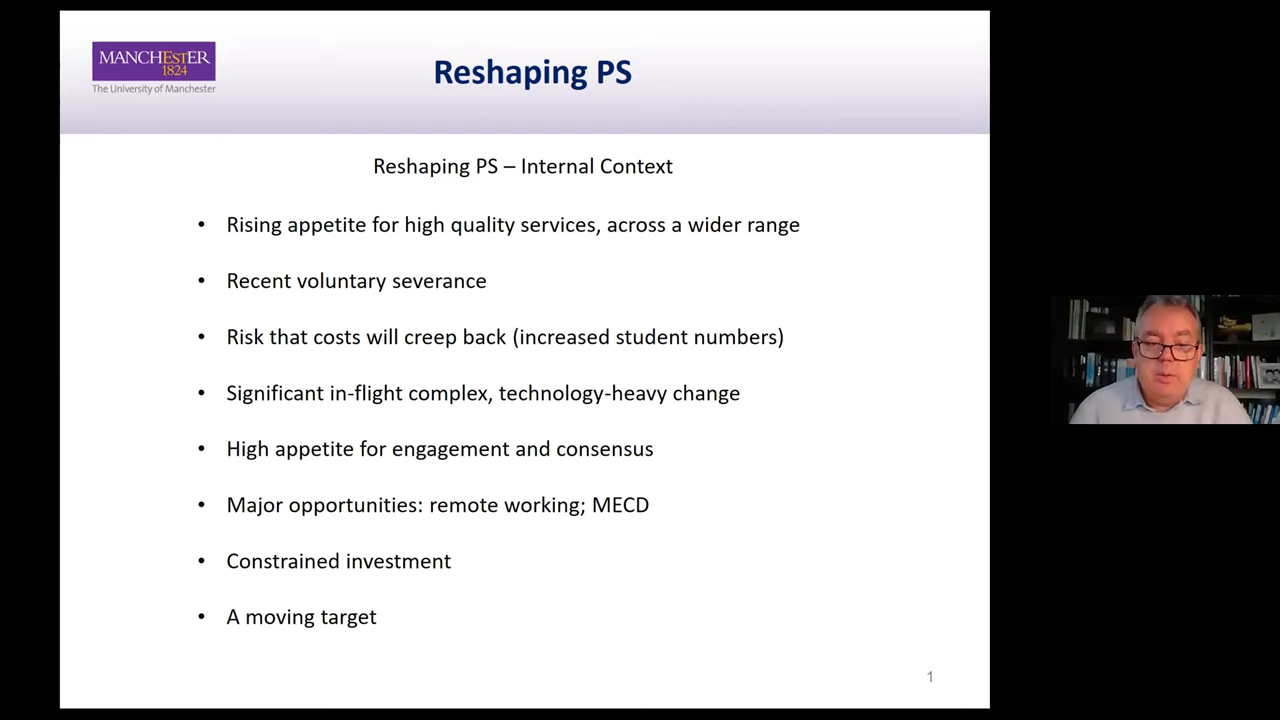 MANCHESTER
1824
The University of Manchester
Reshaping PS
Reshaping PS – Internal Context
• Rising appetite for high quality services, across a wider range
• Recent voluntary severance
• Risk that costs will creep back (increased student numbers)
• Significant in-flight complex, technology-heavy change
• High appetite for engagement and consensus
• Major opportunities: remote working; MECD
• Constrained investment
• A moving target
1